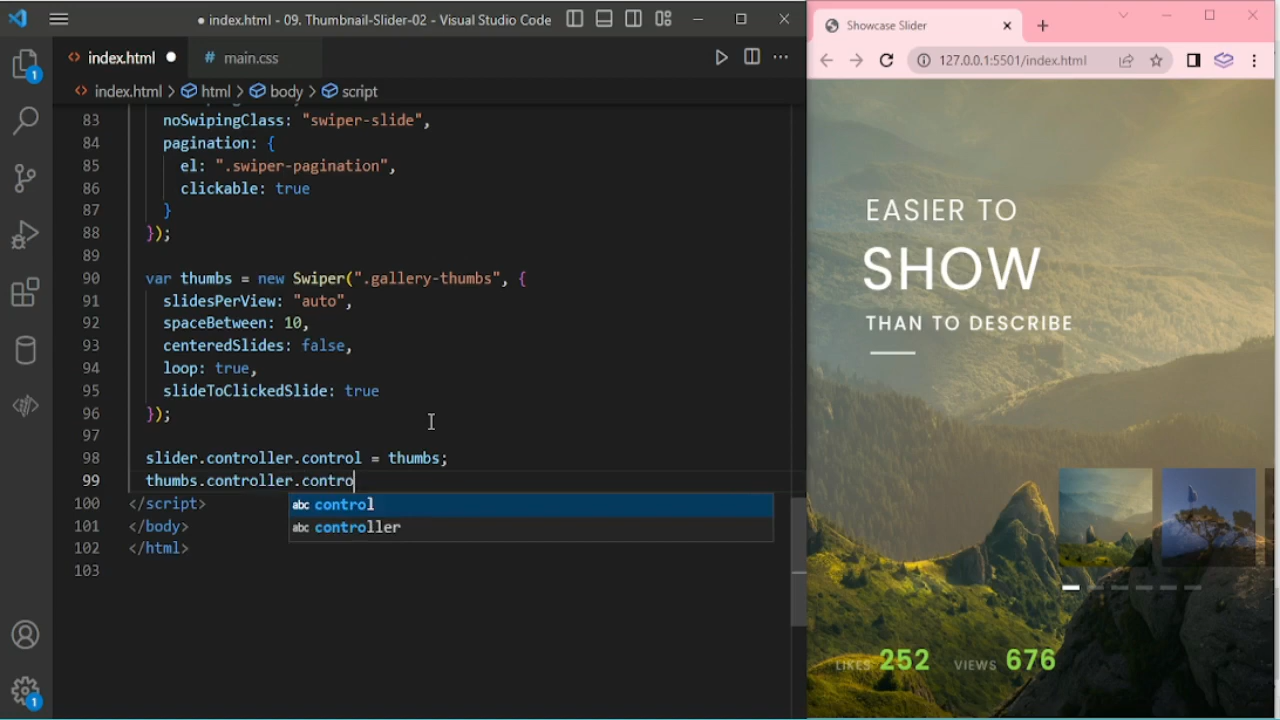 ● index.html - 09. Thumbnail-Slider-02 - Visual Studio Code
index.html ●
# main.css
index.html > html > body > script
83 noSwipingClass: "swiper-slide",
84 pagination: {
85 el: ".swiper-pagination",
86 clickable: true
87 }
88 });
89
90 var thumbs = new Swiper(".gallery-thumbs", {
91 slidesPerView: "auto",
92 spaceBetween: 10,
93 centeredSlides: false,
94 loop: true,
95 slideToClickedSlide: true
96 });
97
98 slider.controller.control = thumbs;
99 thumbs.controller.contro
abc control
abc controller
100 </script>
101 </body>
102 </html>
103
1
1
Showcase Slider
127.0.0.1:5501/index.html
EASIER TO
SHOW
THAN TO DESCRIBE
LIKES 252 VIEWS 676